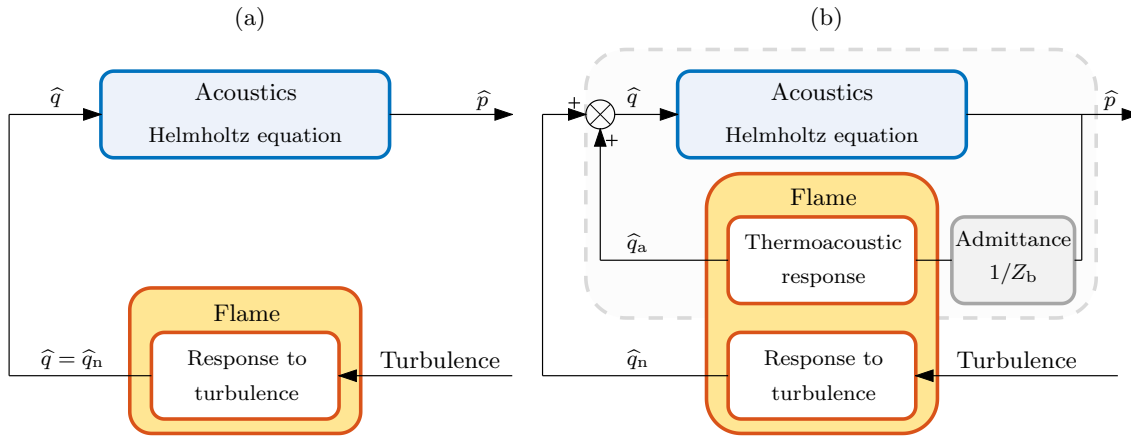 (a)
q̂
Acoustics
Helmholtz equation
p̂
Flame
q̂ = q̂ₙ
Response to
turbulence
Turbulence
(b)
+
q̂
+
Acoustics
Helmholtz equation
p̂
Flame
q̂ₐ
Thermoacoustic
response
Admittance
1/Z_b
q̂ₙ
Response to
turbulence
Turbulence